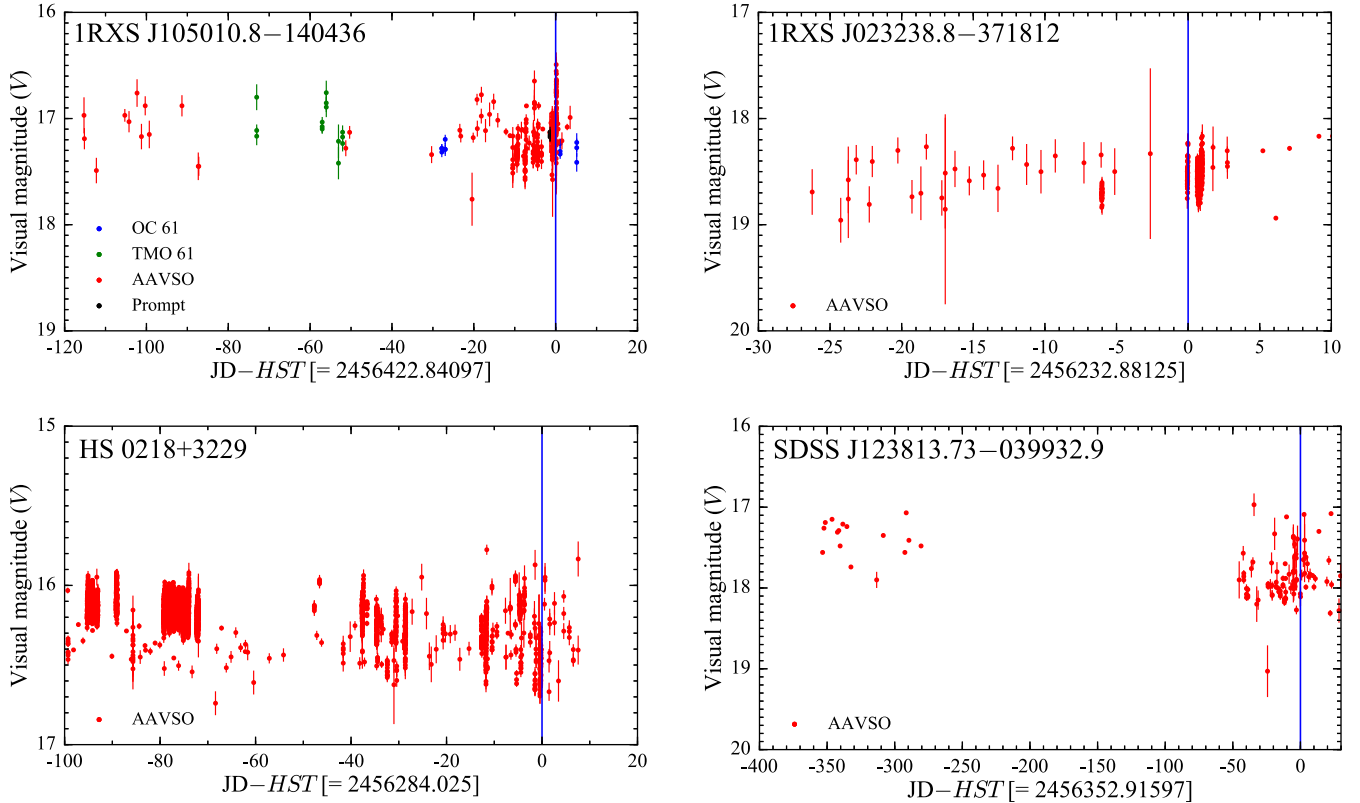 1RXS J105010.8−140436
Visual magnitude (V)
16
17
18
19
OC 61
TMO 61
AAVSO
Prompt
-120 -100 -80 -60 -40 -20 0 20
JD−HST [= 2456422.84097]
1RXS J023238.8−371812
Visual magnitude (V)
17
18
19
20
AAVSO
-30 -25 -20 -15 -10 -5 0 5 10
JD−HST [= 2456232.88125]
HS 0218+3229
Visual magnitude (V)
15
16
17
AAVSO
-100 -80 -60 -40 -20 0 20
JD−HST [= 2456284.025]
SDSS J123813.73−039932.9
Visual magnitude (V)
16
17
18
19
20
AAVSO
-400 -350 -300 -250 -200 -150 -100 -50 0
JD−HST [= 2456352.91597]